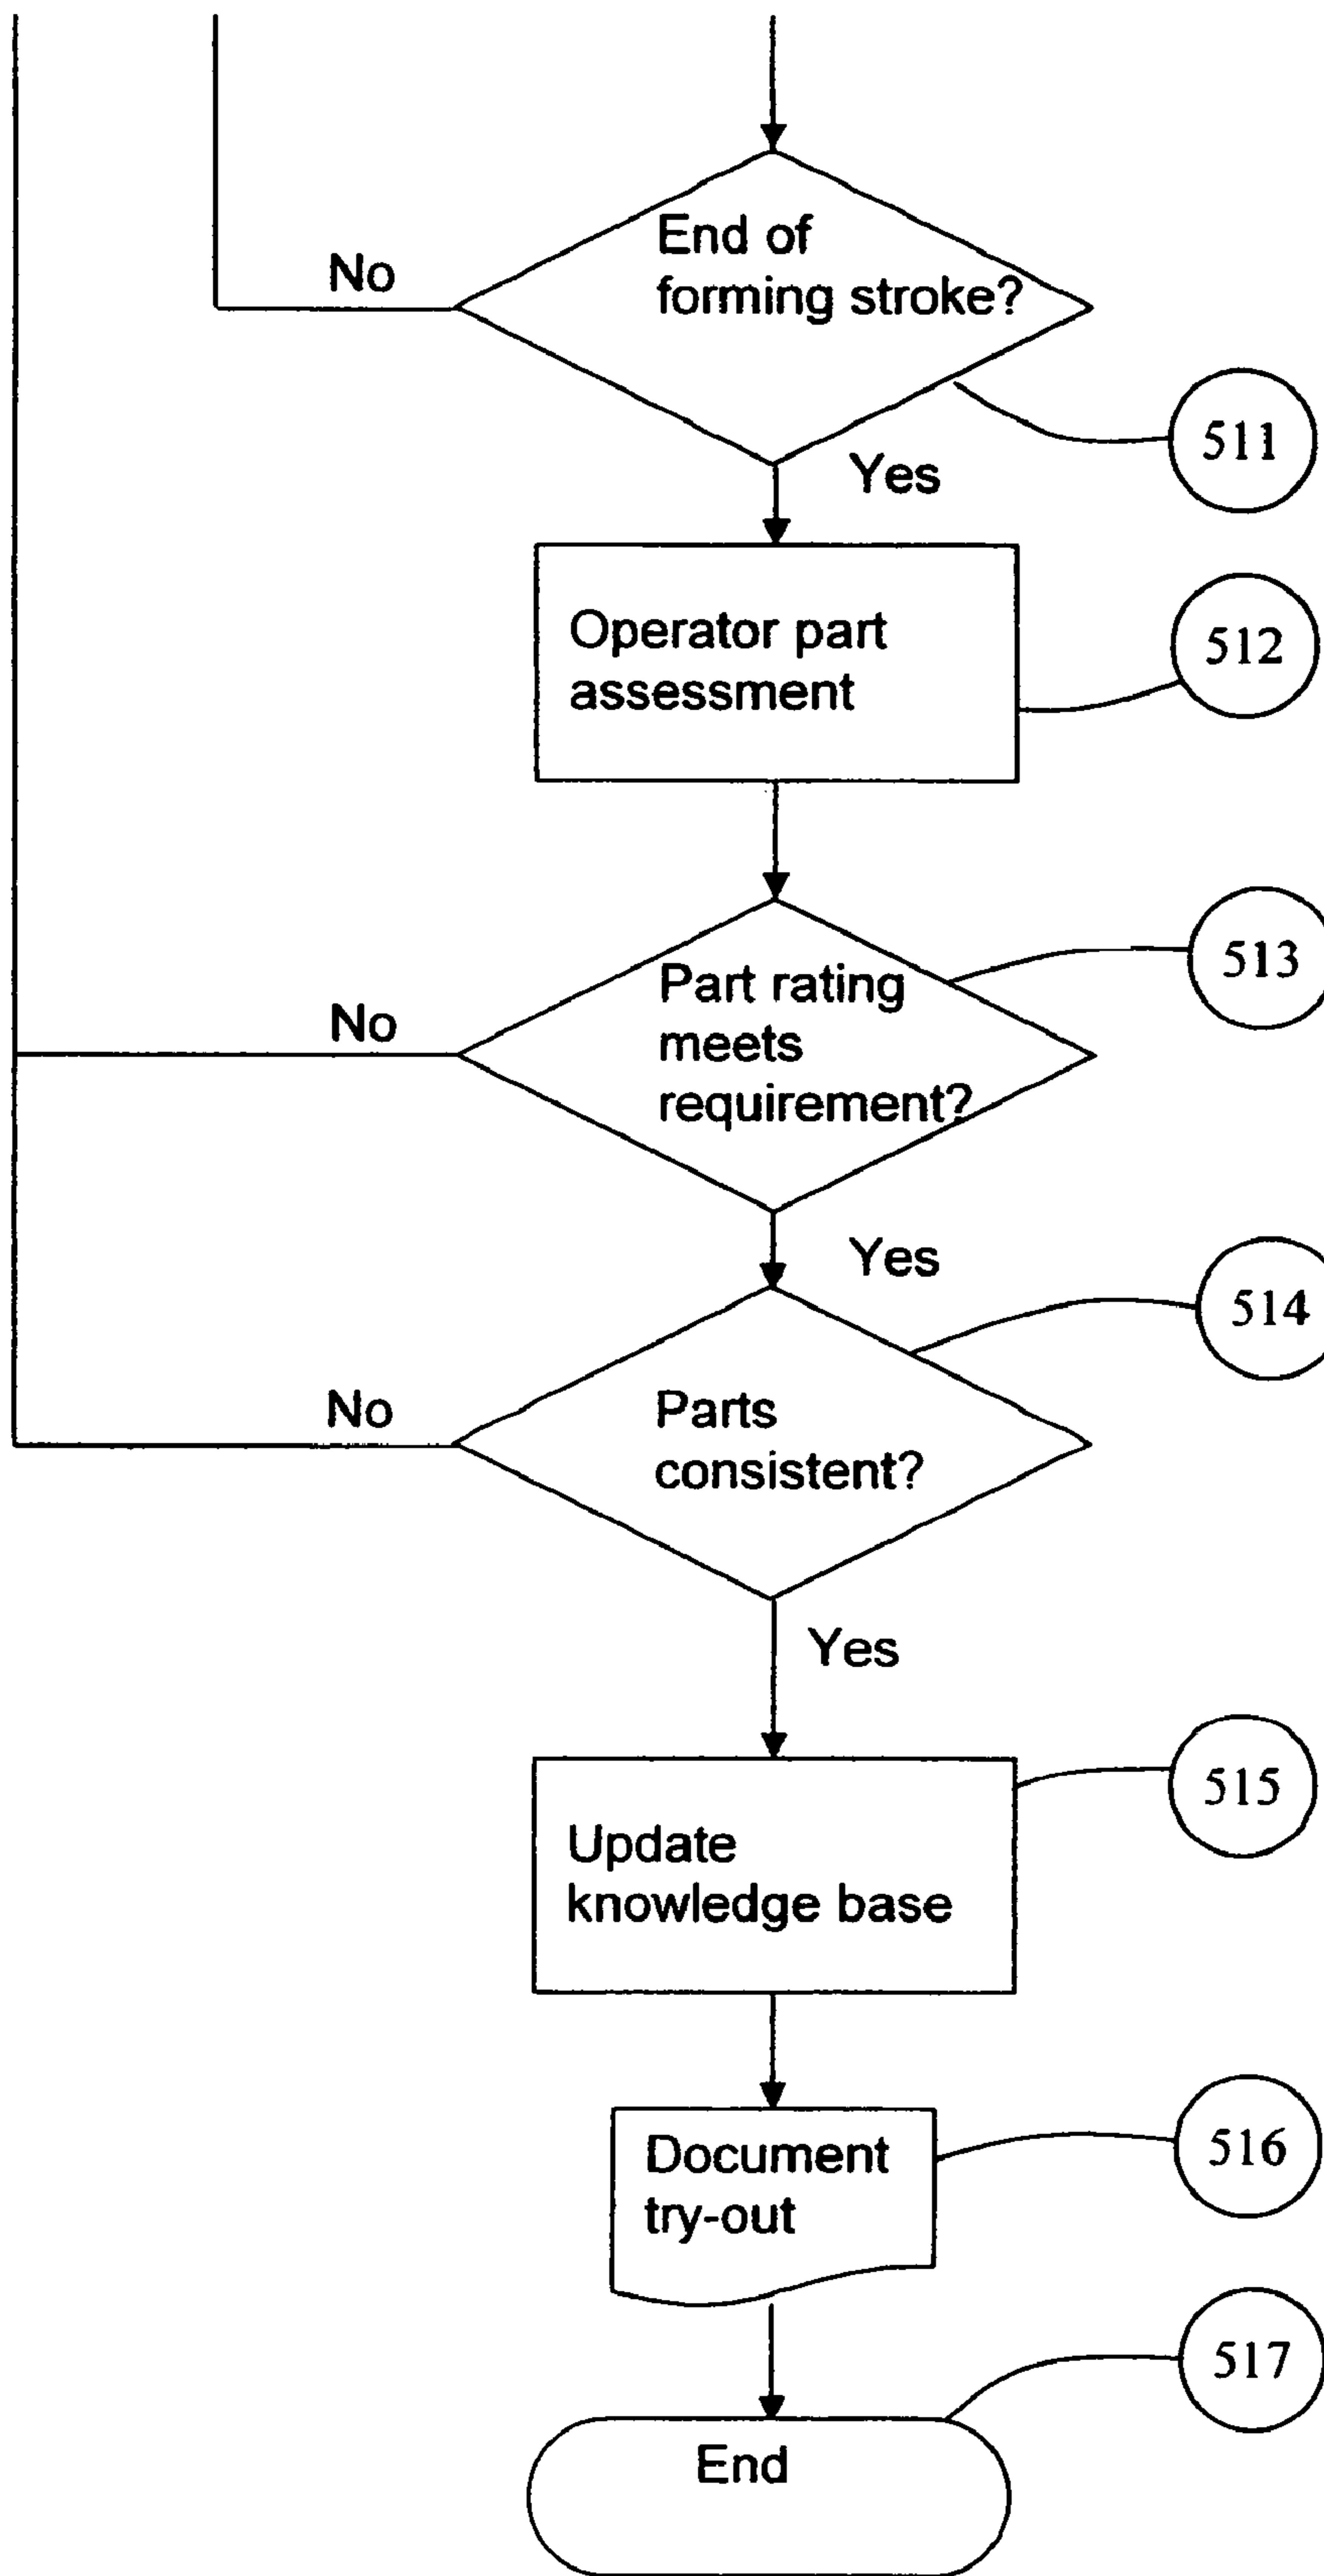 End of
forming stroke?
No
511
Yes
Operator part
assessment
512
513
Part rating
meets
requirement?
No
Yes
514
Parts
consistent?
No
Yes
515
Update
knowledge base
516
Document
try-out
517
End